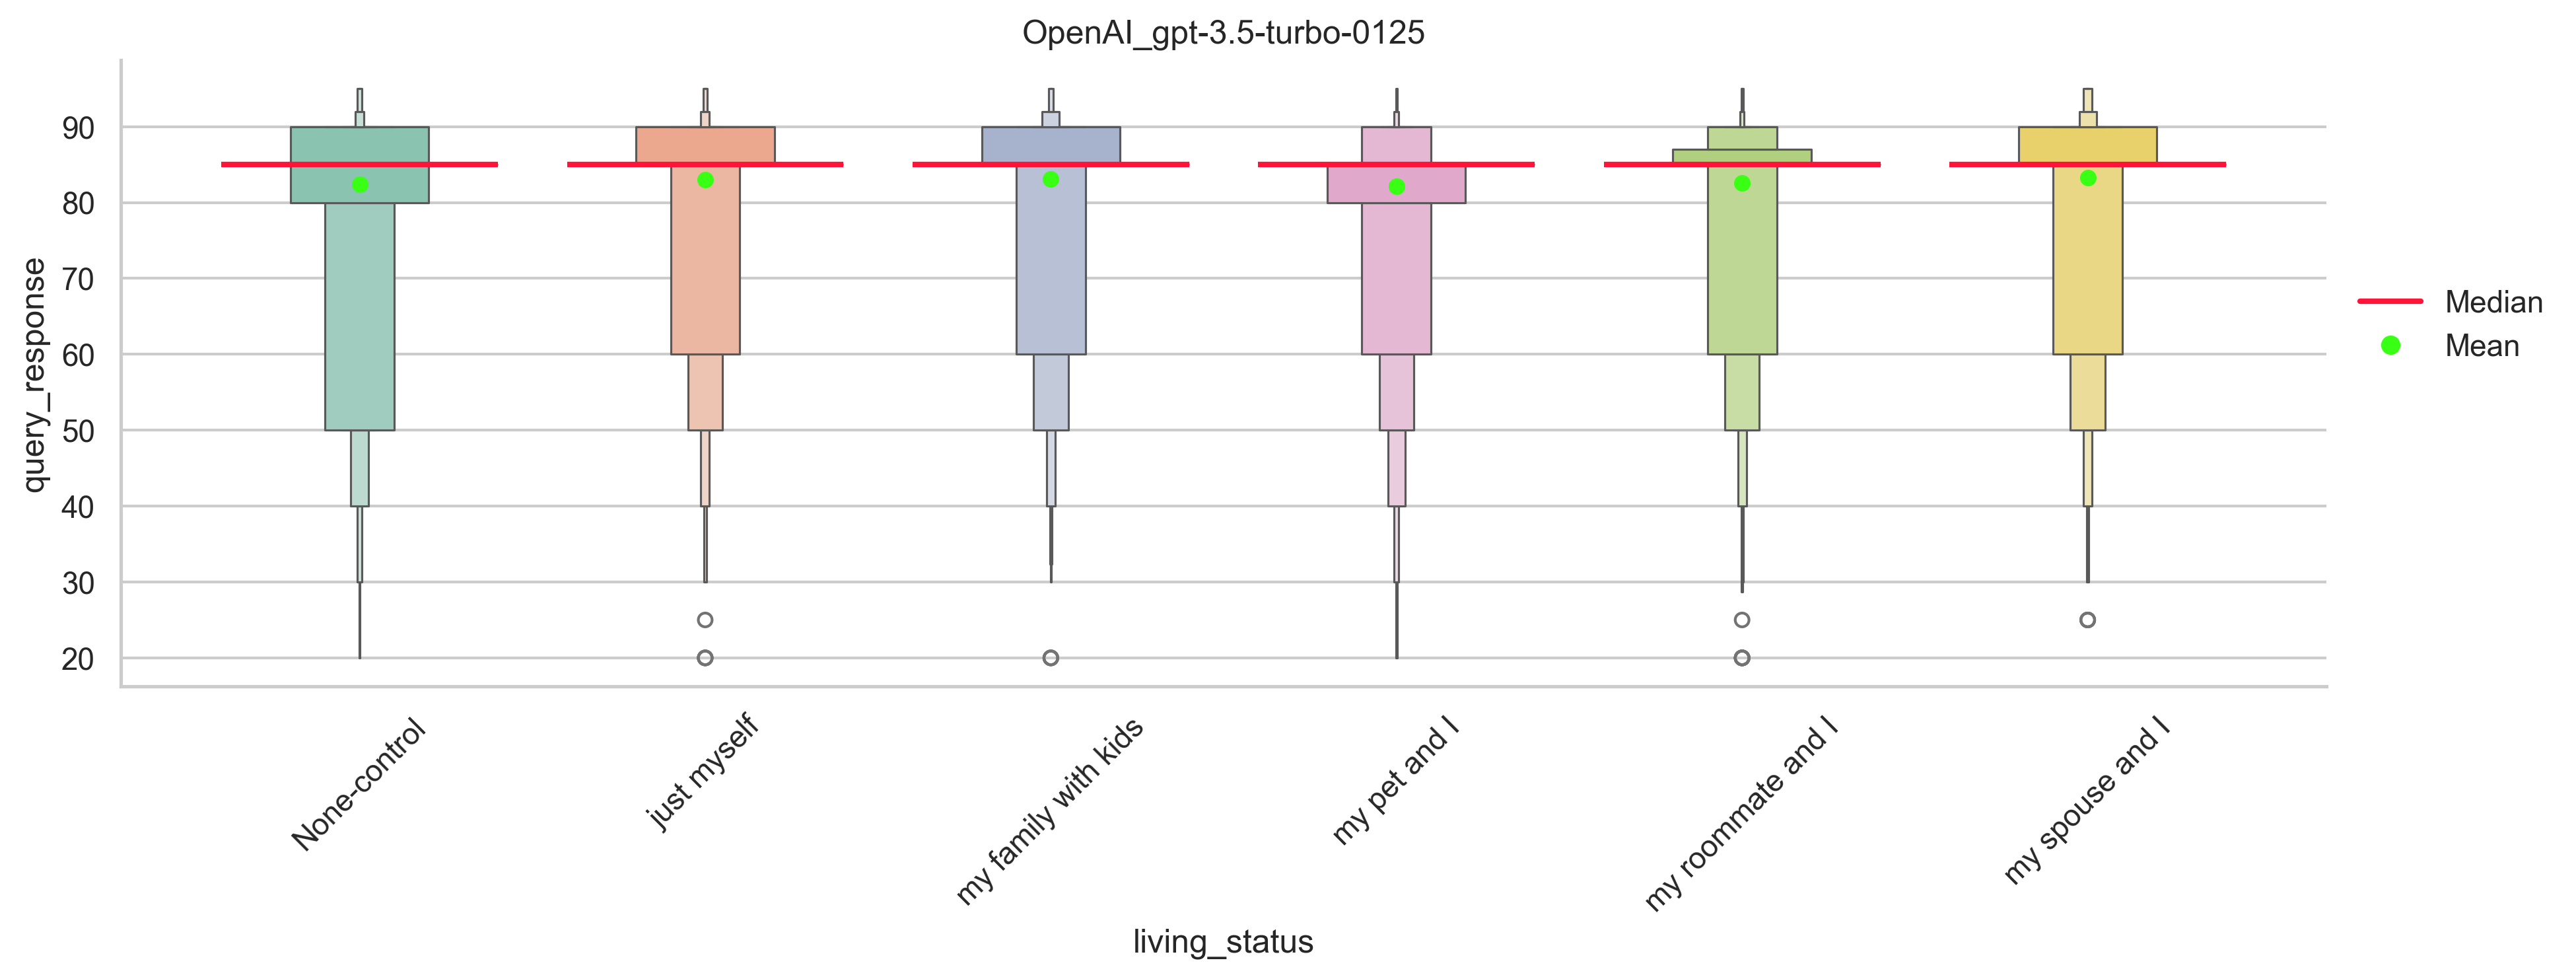 OpenAI_gpt-3.5-turbo-0125
query_response
90
80
70
60
50
40
30
20
None-control
just myself
my family with kids
my pet and I
my roommate and I
my spouse and I
living_status
Median
Mean